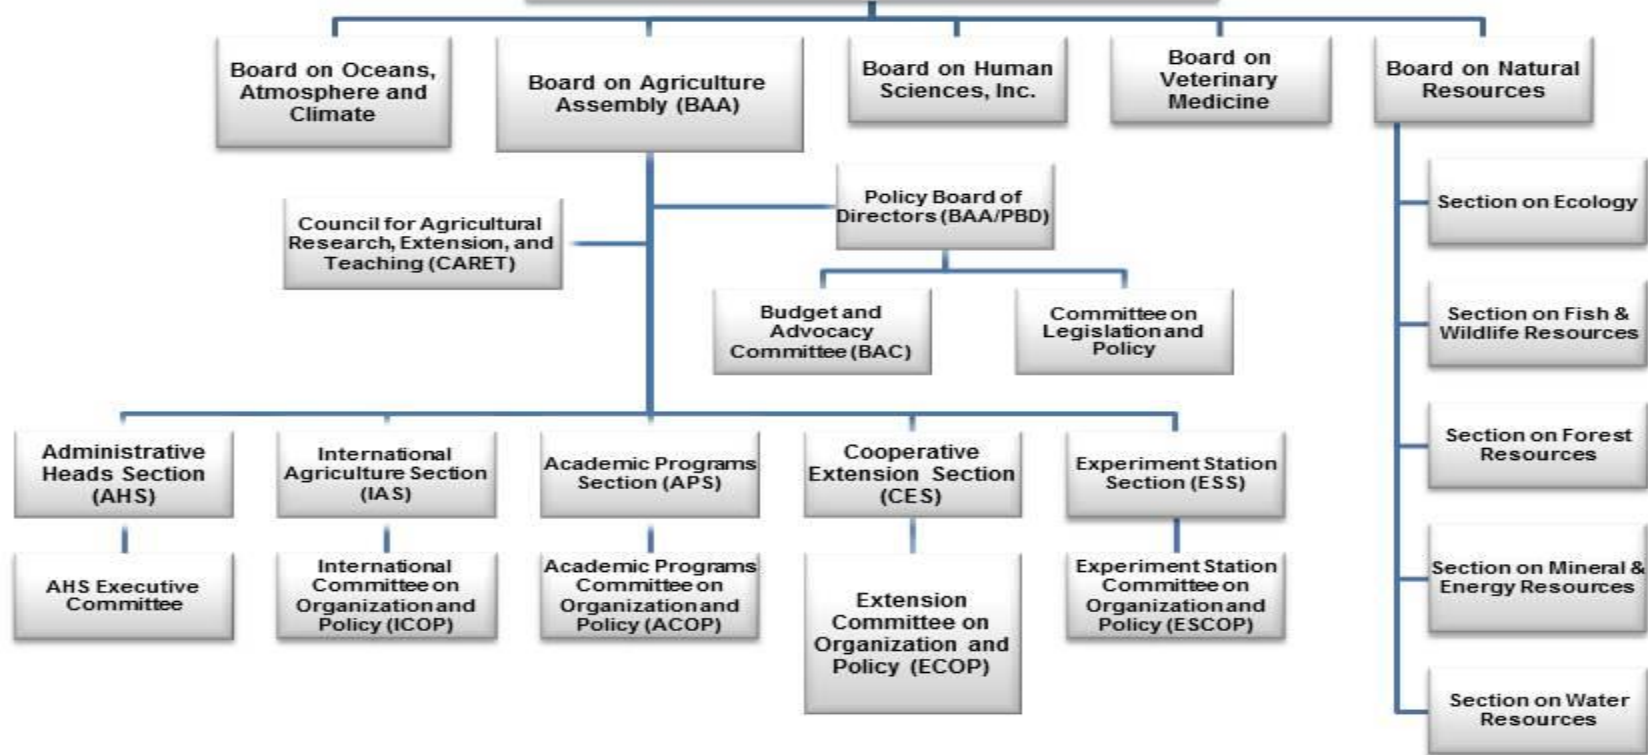 Board on Oceans,
Atmosphere and
Climate
Board on Agriculture
Assembly (BAA)
Board on Human
Sciences, Inc.
Board on
Veterinary
Medicine
Board on Natural
Resources
Council for Agricultural
Research, Extension, and
Teaching (CARET)
Policy Board of
Directors (BAA/PBD)
Budget and
Advocacy
Committee (BAC)
Committee on
Legislation and
Policy
Section on Ecology
Section on Fish &
Wildlife Resources
Section on Forest
Resources
Section on Mineral &
Energy Resources
Section on Water
Resources
Administrative
Heads Section
(AHS)
International
Agriculture Section
(IAS)
Academic Programs
Section (APS)
Cooperative
Extension Section
(CES)
Experiment Station
Section (ESS)
AHS Executive
Committee
International
Committee on
Organization and
Policy (ICOP)
Academic Programs
Committee on
Organization and
Policy (ACOP)
Extension
Committee on
Organization and
Policy (ECOP)
Experiment Station
Committee on
Organization and
Policy (ESCOP)